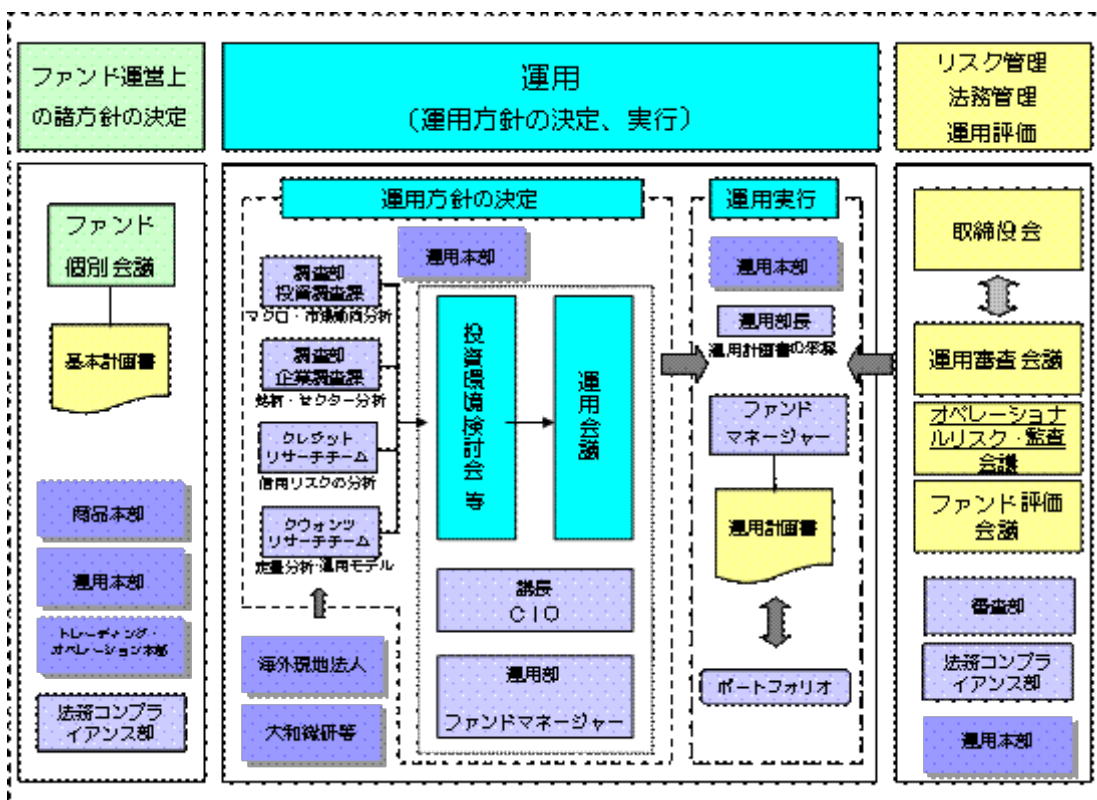 ファンド運営上
の諸方針の決定
運用
（運用方針の決定、実行）
リスク管理
法務管理
運用評価
ファンド
個別会議
基本計画書
商品本部
運用本部
トレーディング・
オペレーション本部
法務コンプラ
イアンス部
運用方針の決定
運用本部
調査部
投資調査課
マクロ・市場動向分析
調査部
企業調査課
銘柄・セクター分析
クレジット
リサーチチーム
信用リスクの分析
クウォンツ
リサーチチーム
定量分析・運用モデル
海外現地法人
大和総研等
投資環境検討会 等
運用会議
議長
CIO
運用部
ファンドマネージャー
運用実行
運用本部
運用部長
運用計画書の承認
ファンド
マネージャー
運用計画書
ポートフォリオ
取締役会
運用審査会議
オペレーショナ
ルリスク・監査
会議
ファンド評価
会議
審査部
法務コンプラ
イアンス部
運用本部